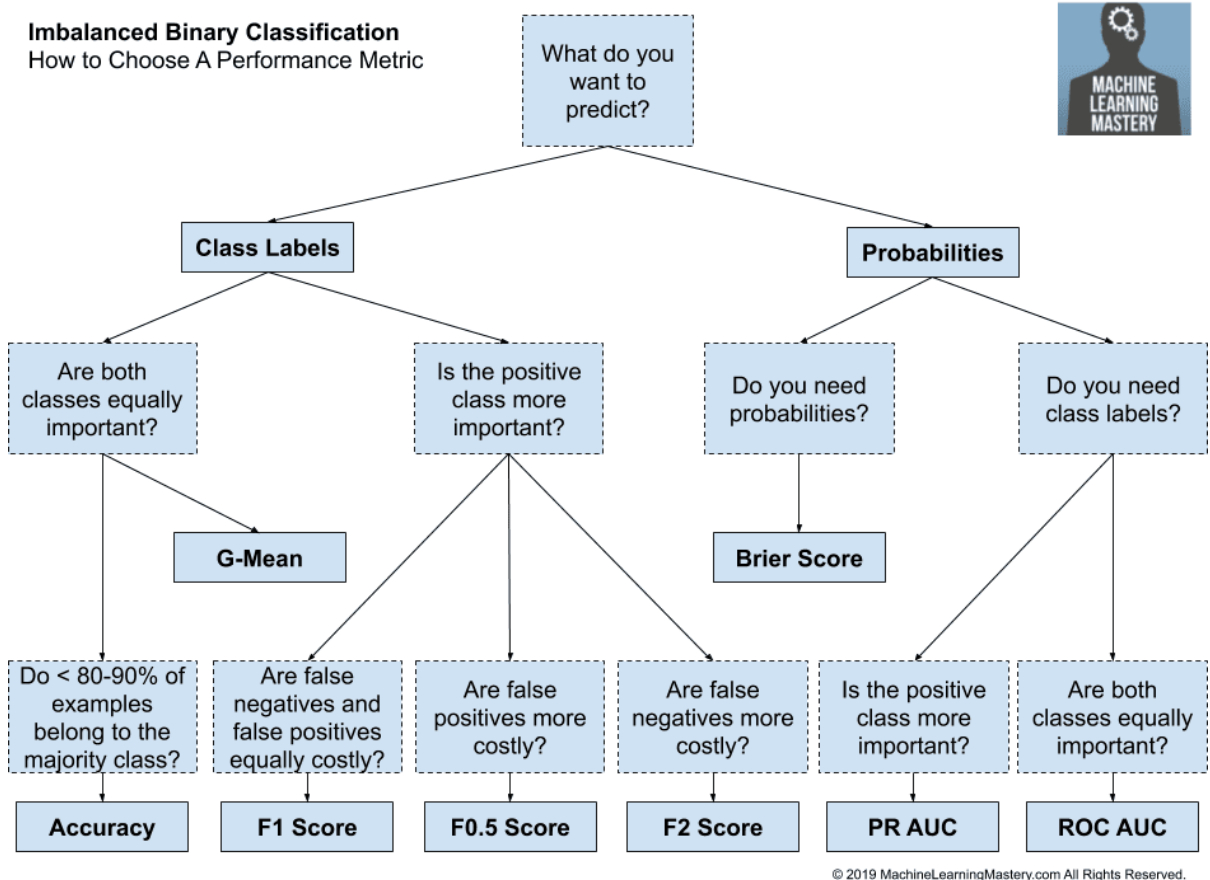 Imbalanced Binary Classification
How to Choose A Performance Metric
What do you
want to
predict?
MACHINE
LEARNING
MASTERY
Class Labels
Probabilities
Are both
classes equally
important?
Is the positive
class more
important?
Do you need
probabilities?
Do you need
class labels?
G-Mean
Brier Score
Do < 80-90% of
examples
belong to the
majority class?
Are false
negatives and
false positives
equally costly?
Are false
positives more
costly?
Are false
negatives more
costly?
Is the positive
class more
important?
Are both
classes equally
important?
Accuracy
F1 Score
F0.5 Score
F2 Score
PR AUC
ROC AUC
© 2019 MachineLearningMastery.com All Rights Reserved.